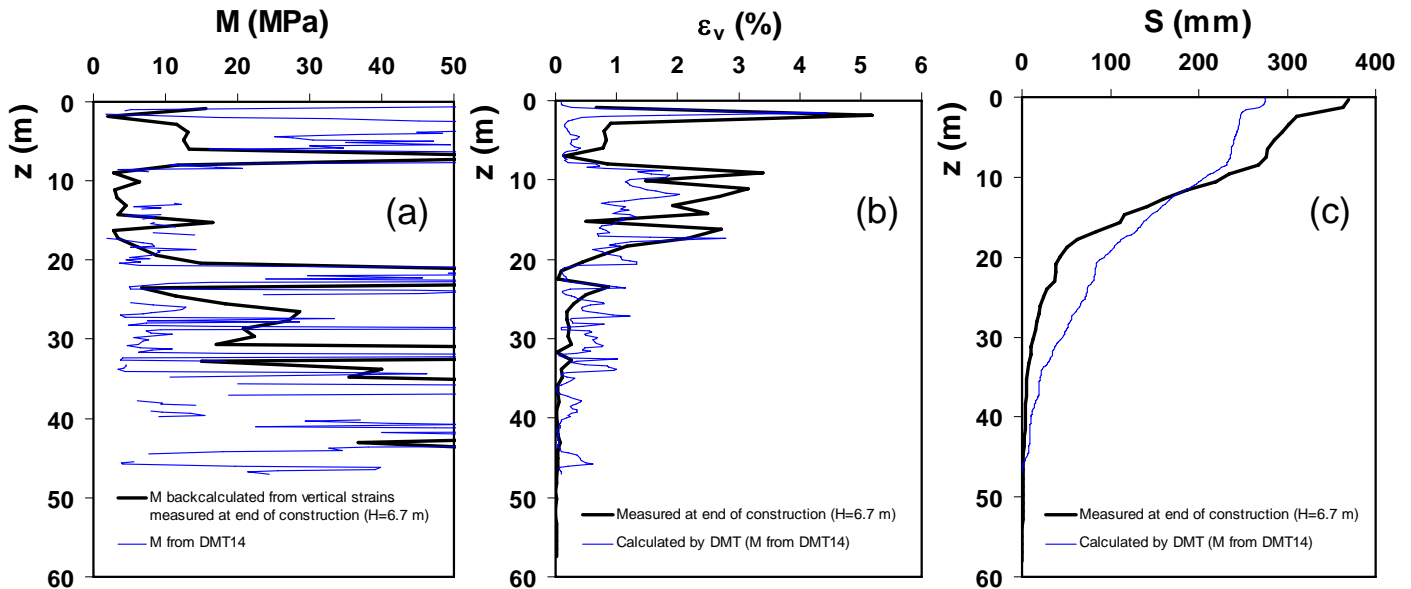 M (MPa)
0 10 20 30 40 50
0
10
20
30
40
50
60
z (m)
(a)
M backcalculated from vertical strains
measured at end of construction (H=6.7 m)
M from DMT14
εv (%)
0 1 2 3 4 5 6
0
10
20
30
40
50
60
z (m)
(b)
Measured at end of construction (H=6.7 m)
Calculated by DMT (M from DMT14)
S (mm)
0 100 200 300 400
0
10
20
30
40
50
60
z (m)
(c)
Measured at end of construction (H=6.7 m)
Calculated by DMT (M from DMT14)